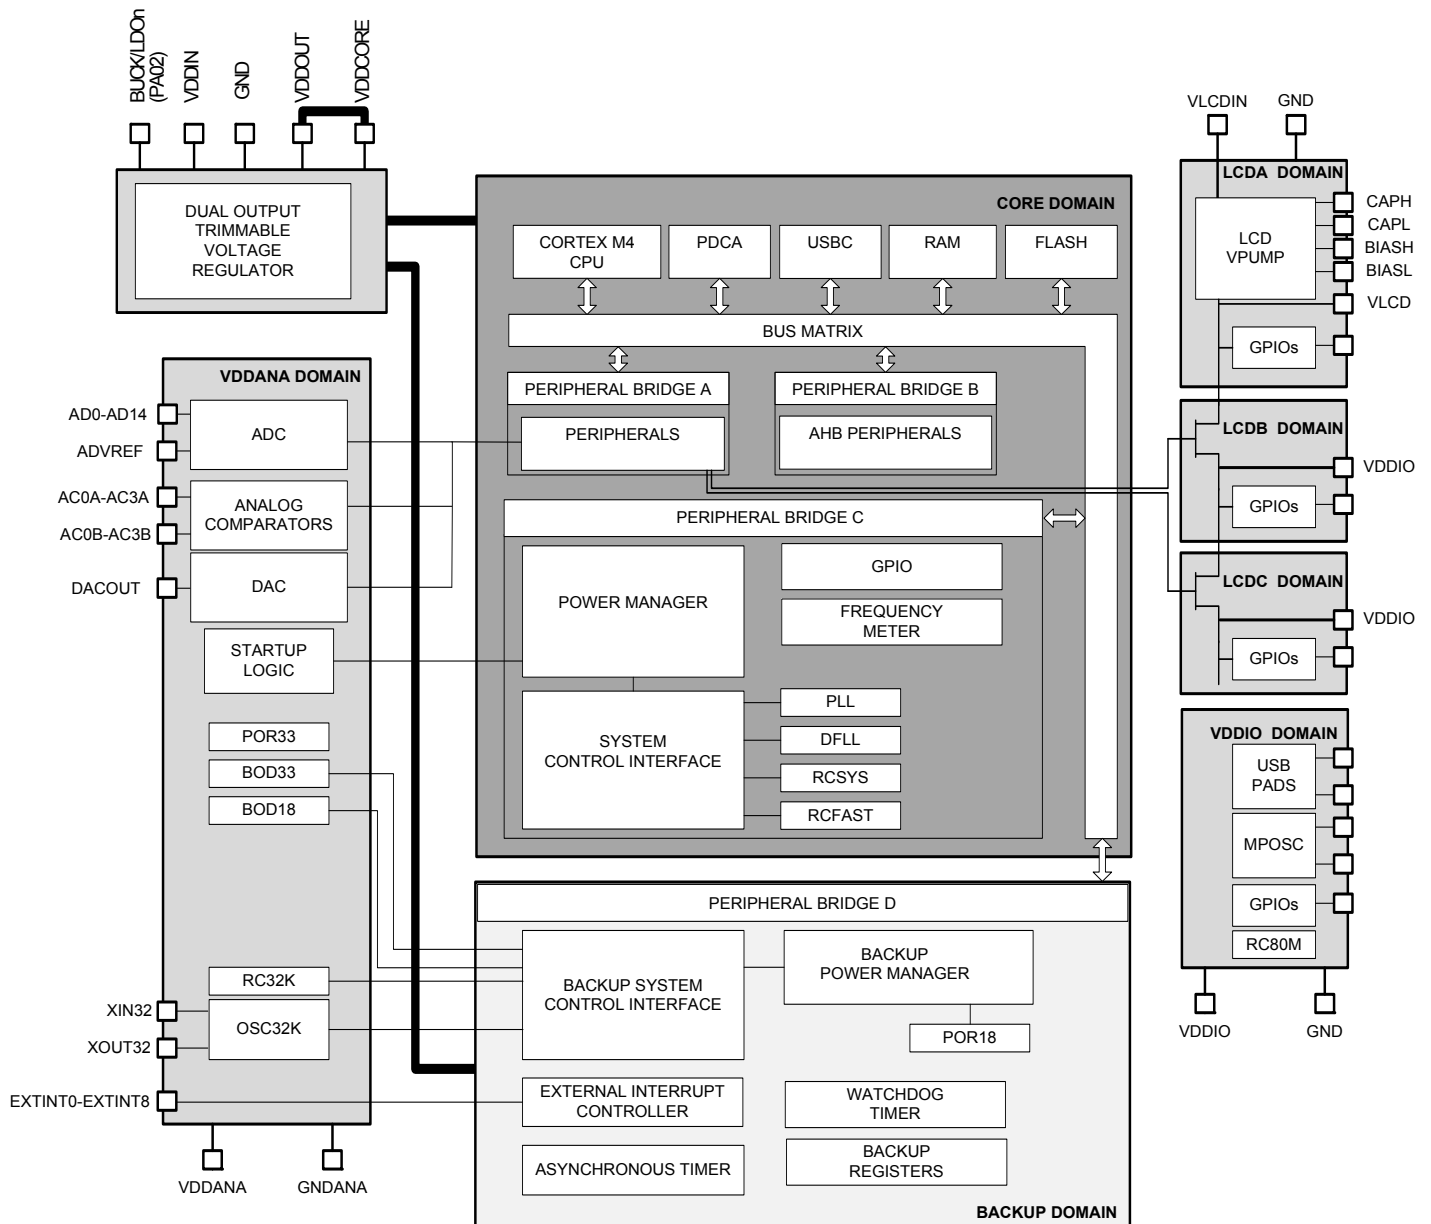 BUCK/LDOn
(PA02)
VDDIN
GND
VDDOUT
VDDCORE
DUAL OUTPUT
TRIMMABLE
VOLTAGE
REGULATOR
CORE DOMAIN
CORTEX M4
CPU
PDCA
USBC
RAM
FLASH
BUS MATRIX
PERIPHERAL BRIDGE A
PERIPHERALS
PERIPHERAL BRIDGE B
AHB PERIPHERALS
PERIPHERAL BRIDGE C
POWER MANAGER
GPIO
FREQUENCY
METER
SYSTEM
CONTROL INTERFACE
PLL
DFLL
RCSYS
RCFAST
VDDANA DOMAIN
AD0-AD14
ADVREF
ADC
AC0A-AC3A
AC0B-AC3B
ANALOG
COMPARATORS
DACOUT
DAC
STARTUP
LOGIC
POR33
BOD33
BOD18
RC32K
XIN32
XOUT32
OSC32K
EXTINT0-EXTINT8
VDDANA
GNDANA
PERIPHERAL BRIDGE D
BACKUP SYSTEM
CONTROL INTERFACE
BACKUP
POWER MANAGER
POR18
EXTERNAL INTERRUPT
CONTROLLER
WATCHDOG
TIMER
ASYNCHRONOUS TIMER
BACKUP
REGISTERS
BACKUP DOMAIN
VLCDIN
GND
LCDA DOMAIN
LCD
VPUMP
CAPH
CAPL
BIASH
BIASL
VLCD
GPIOs
LCDB DOMAIN
VDDIO
GPIOs
LCDC DOMAIN
VDDIO
GPIOs
VDDIO DOMAIN
USB
PADS
MPOSC
GPIOs
RC80M
VDDIO
GND